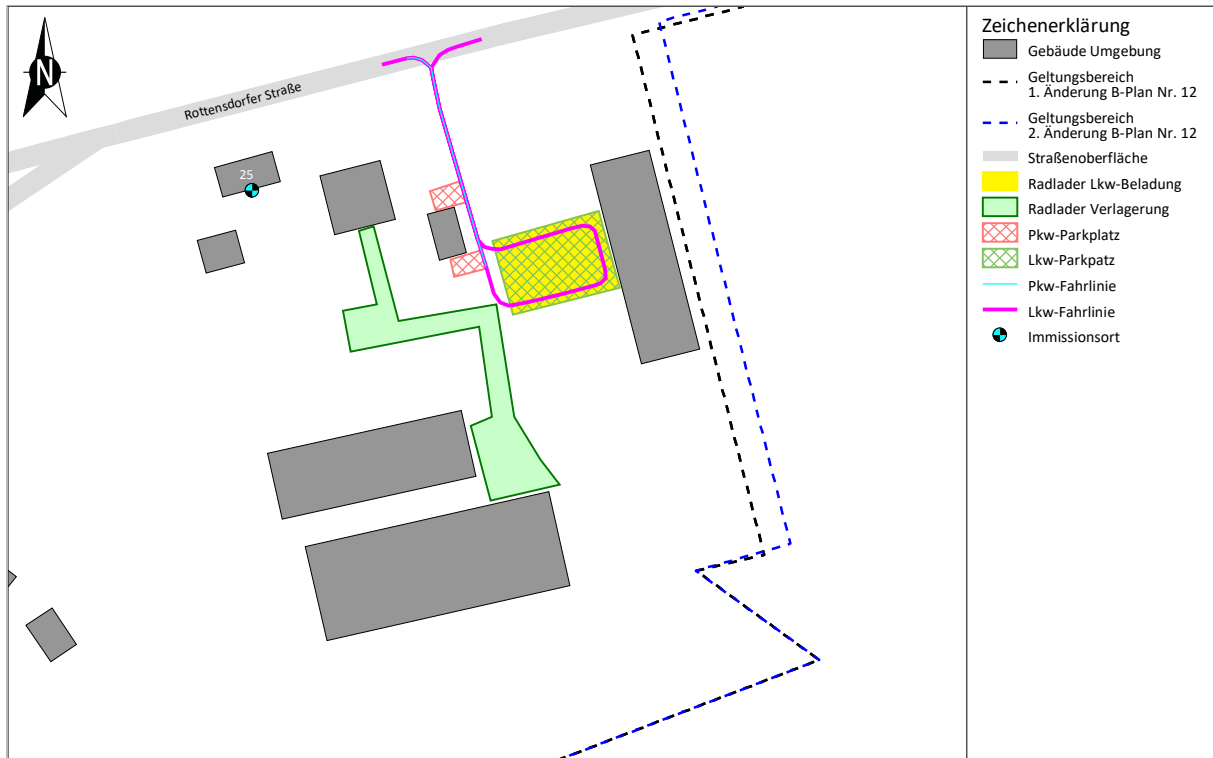 N
Rottensdorfer Straße
25
Zeichenerklärung
Gebäude Umgebung
Geltungsbereich
1. Änderung B-Plan Nr. 12
Geltungsbereich
2. Änderung B-Plan Nr. 12
Straßenoberfläche
Radlader Lkw-Beladung
Radlader Verlagerung
Pkw-Parkplatz
Lkw-Parkpatz
Pkw-Fahrlinie
Lkw-Fahrlinie
Immissionsort